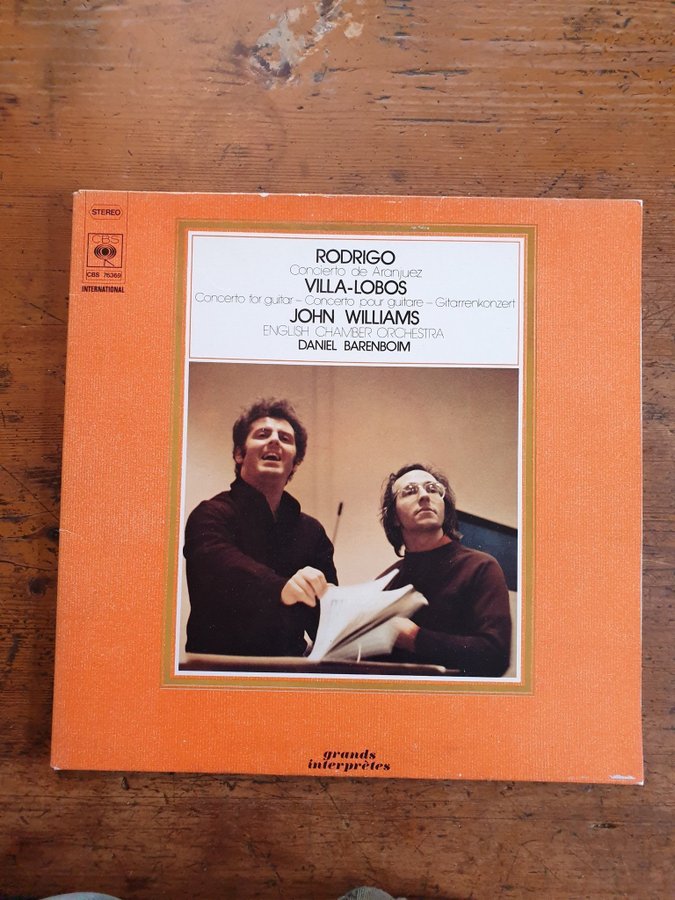 STEREO
CBS
CBS 76369
INTERNATIONAL
RODRIGO
Concierto de Aranjuez
VILLA-LOBOS
Concerto for guitar – Concerto pour guitare – Gitarrenkonzert
JOHN WILLIAMS
ENGLISH CHAMBER ORCHESTRA
DANIEL BARENBOIM
grands
interprètes